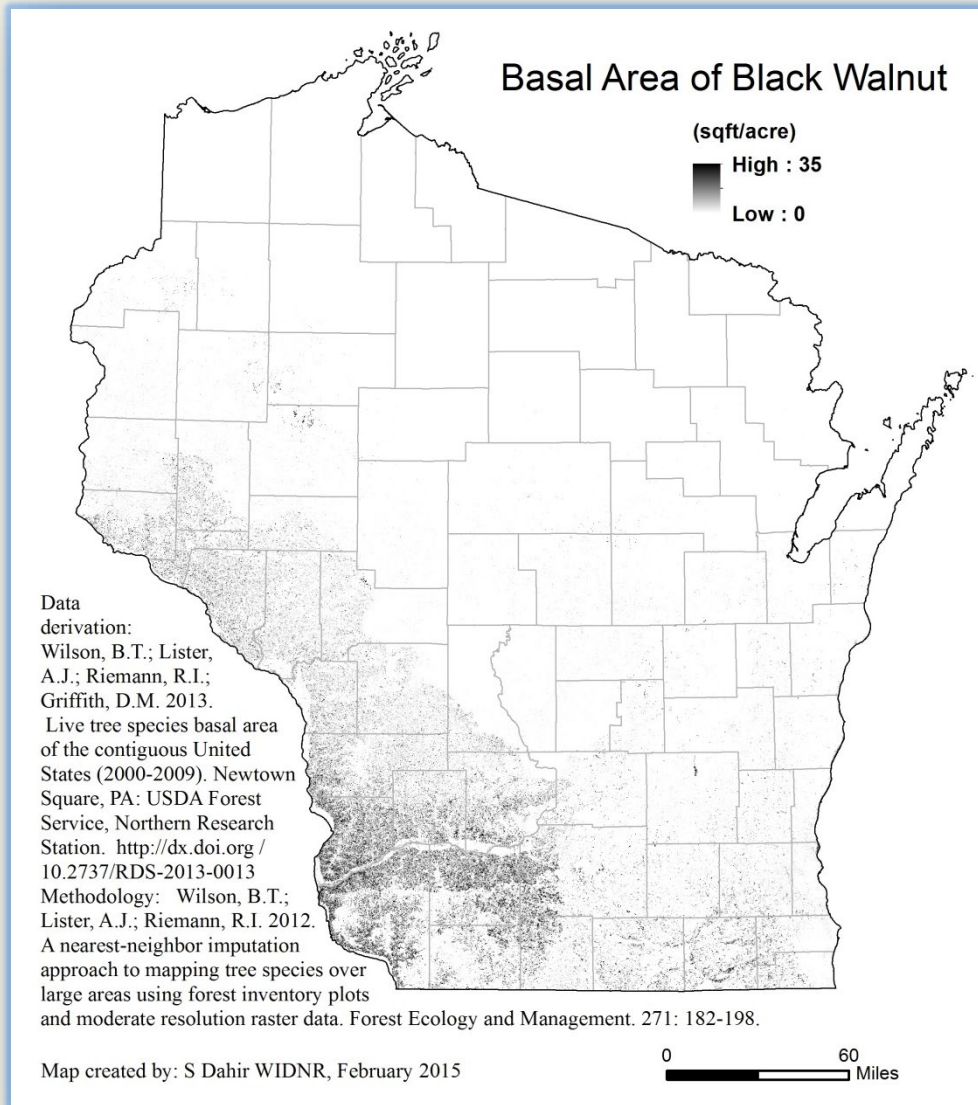 Basal Area of Black Walnut
(sqft/acre)
High : 35
Low : 0
Data
derivation:
Wilson, B.T.; Lister,
A.J.; Riemann, R.I.;
Griffith, D.M. 2013.
Live tree species basal area
of the contiguous United
States (2000-2009). Newtown
Square, PA: USDA Forest
Service, Northern Research
Station. http://dx.doi.org /
10.2737/RDS-2013-0013
Methodology: Wilson, B.T.;
Lister, A.J.; Riemann, R.I. 2012.
A nearest-neighbor imputation
approach to mapping tree species over
large areas using forest inventory plots
and moderate resolution raster data. Forest Ecology and Management. 271: 182-198.
Map created by: S Dahir WIDNR, February 2015
0 60
Miles